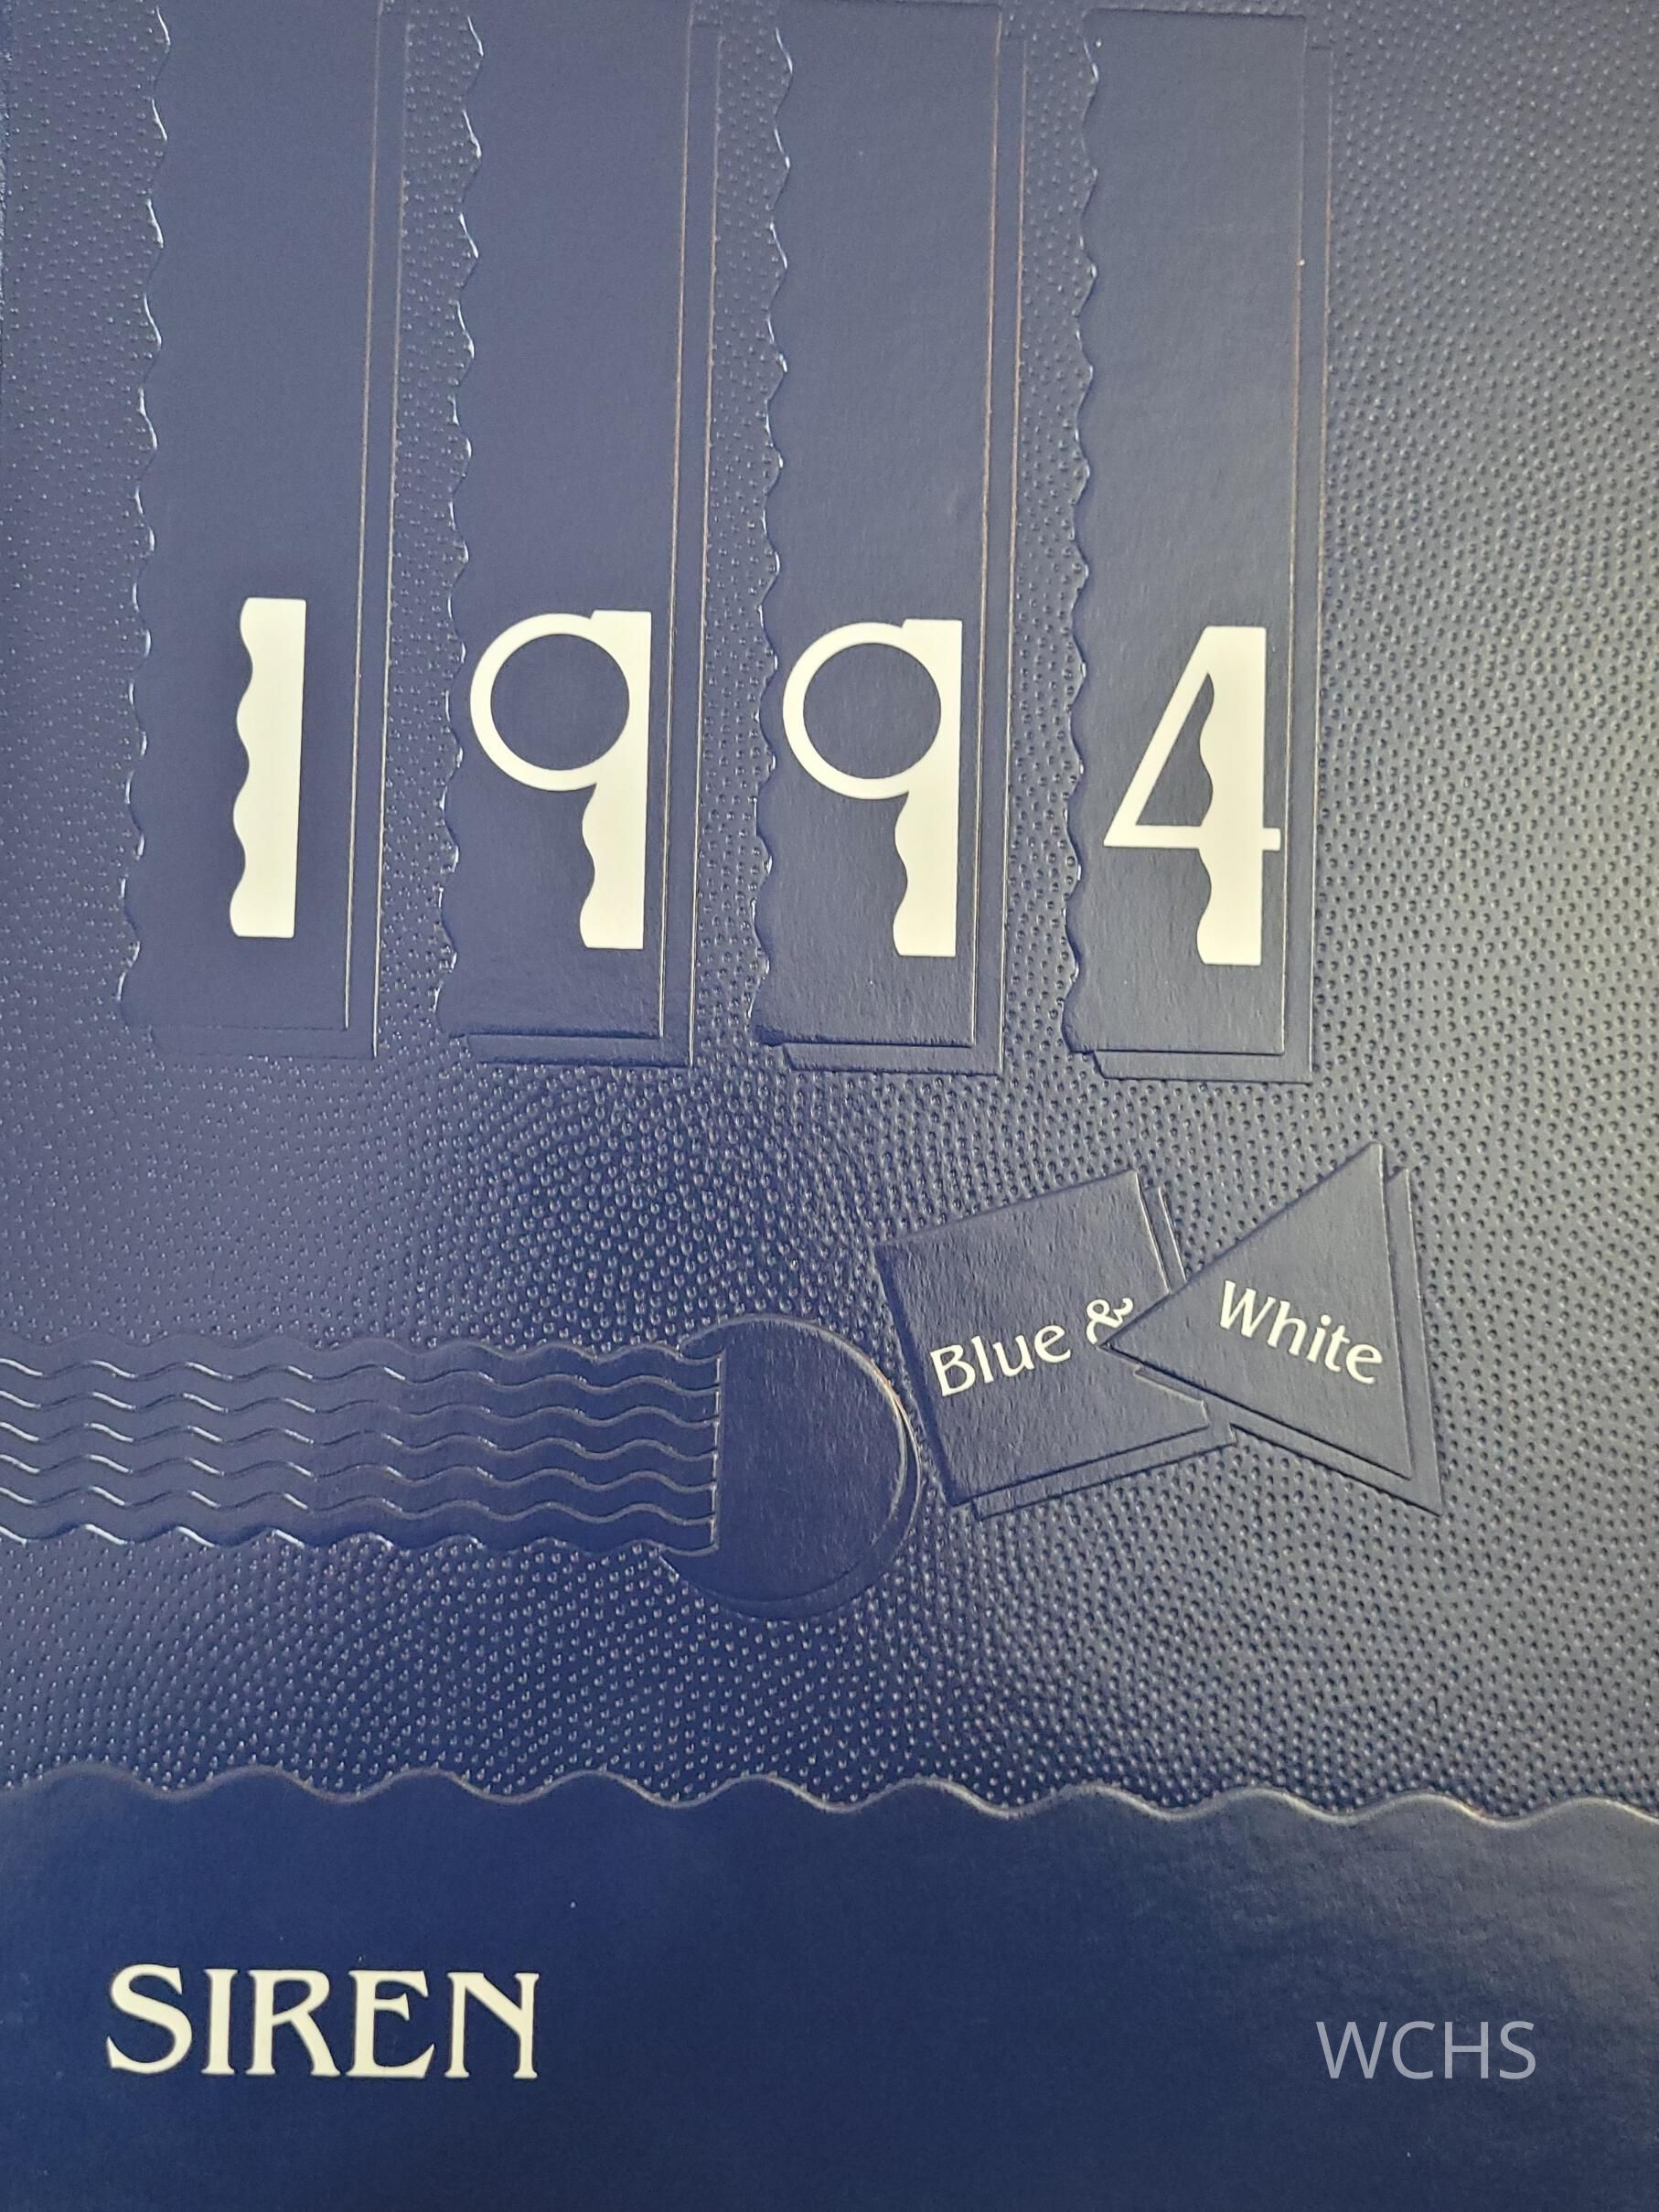 1994
Blue &
White
SIREN
WCHS